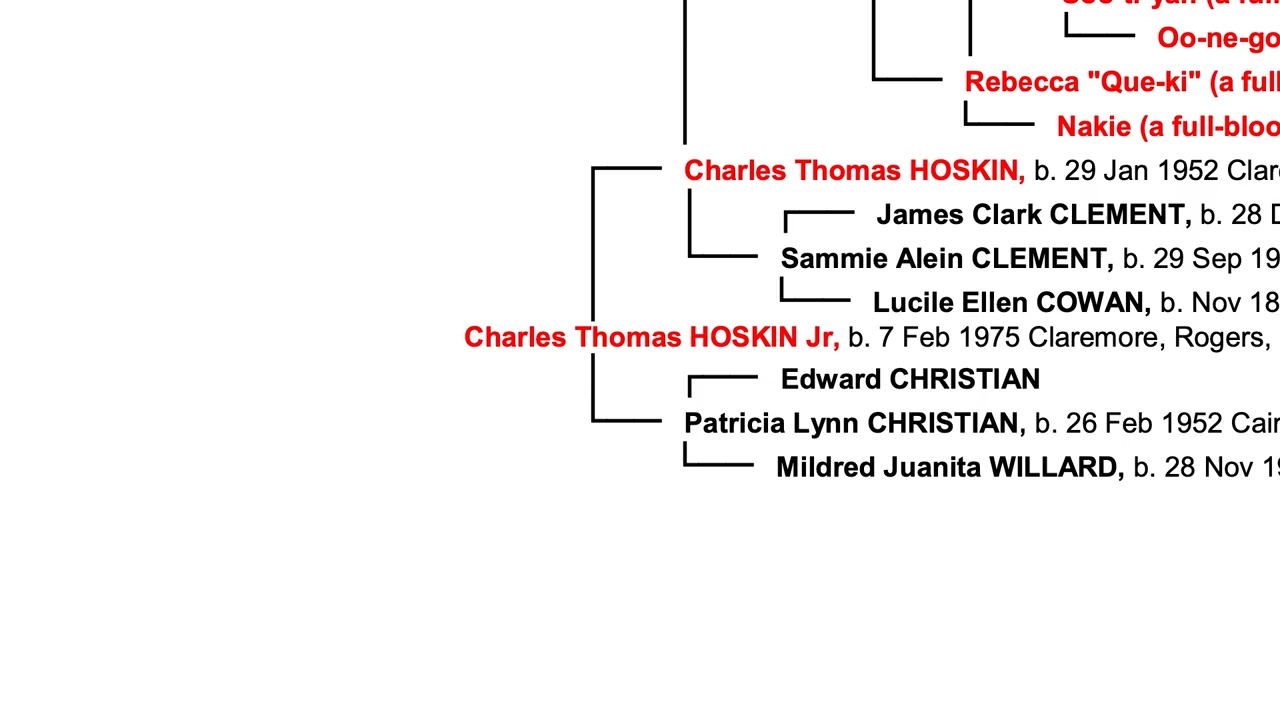 Oo-ne-go
Rebecca "Que-ki" (a full
Nakie (a full-bloo
Charles Thomas HOSKIN, b. 29 Jan 1952 Clar
James Clark CLEMENT, b. 28 D
Sammie Alein CLEMENT, b. 29 Sep 19
Lucile Ellen COWAN, b. Nov 18
Charles Thomas HOSKIN Jr, b. 7 Feb 1975 Claremore, Rogers,
Edward CHRISTIAN
Patricia Lynn CHRISTIAN, b. 26 Feb 1952 Cair
Mildred Juanita WILLARD, b. 28 Nov 19